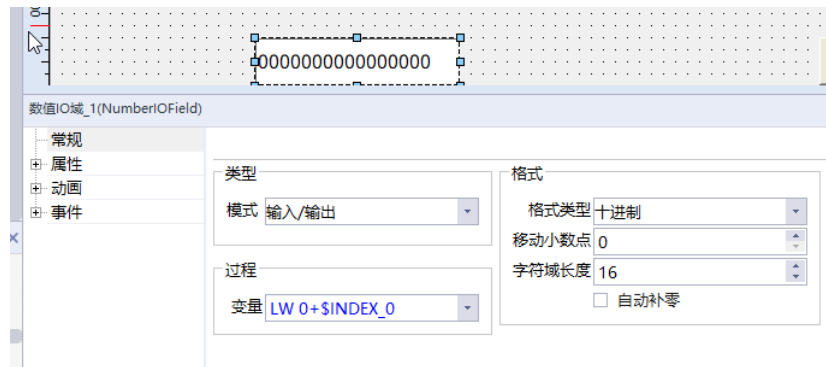 00
0000000000000000
数值IO域_1(NumberIOField)
常规
属性
动画
事件
类型
模式 输入/输出
过程
变量 LW 0+$INDEX_0
格式
格式类型 十进制
移动小数点 0
字符域长度 16
自动补零